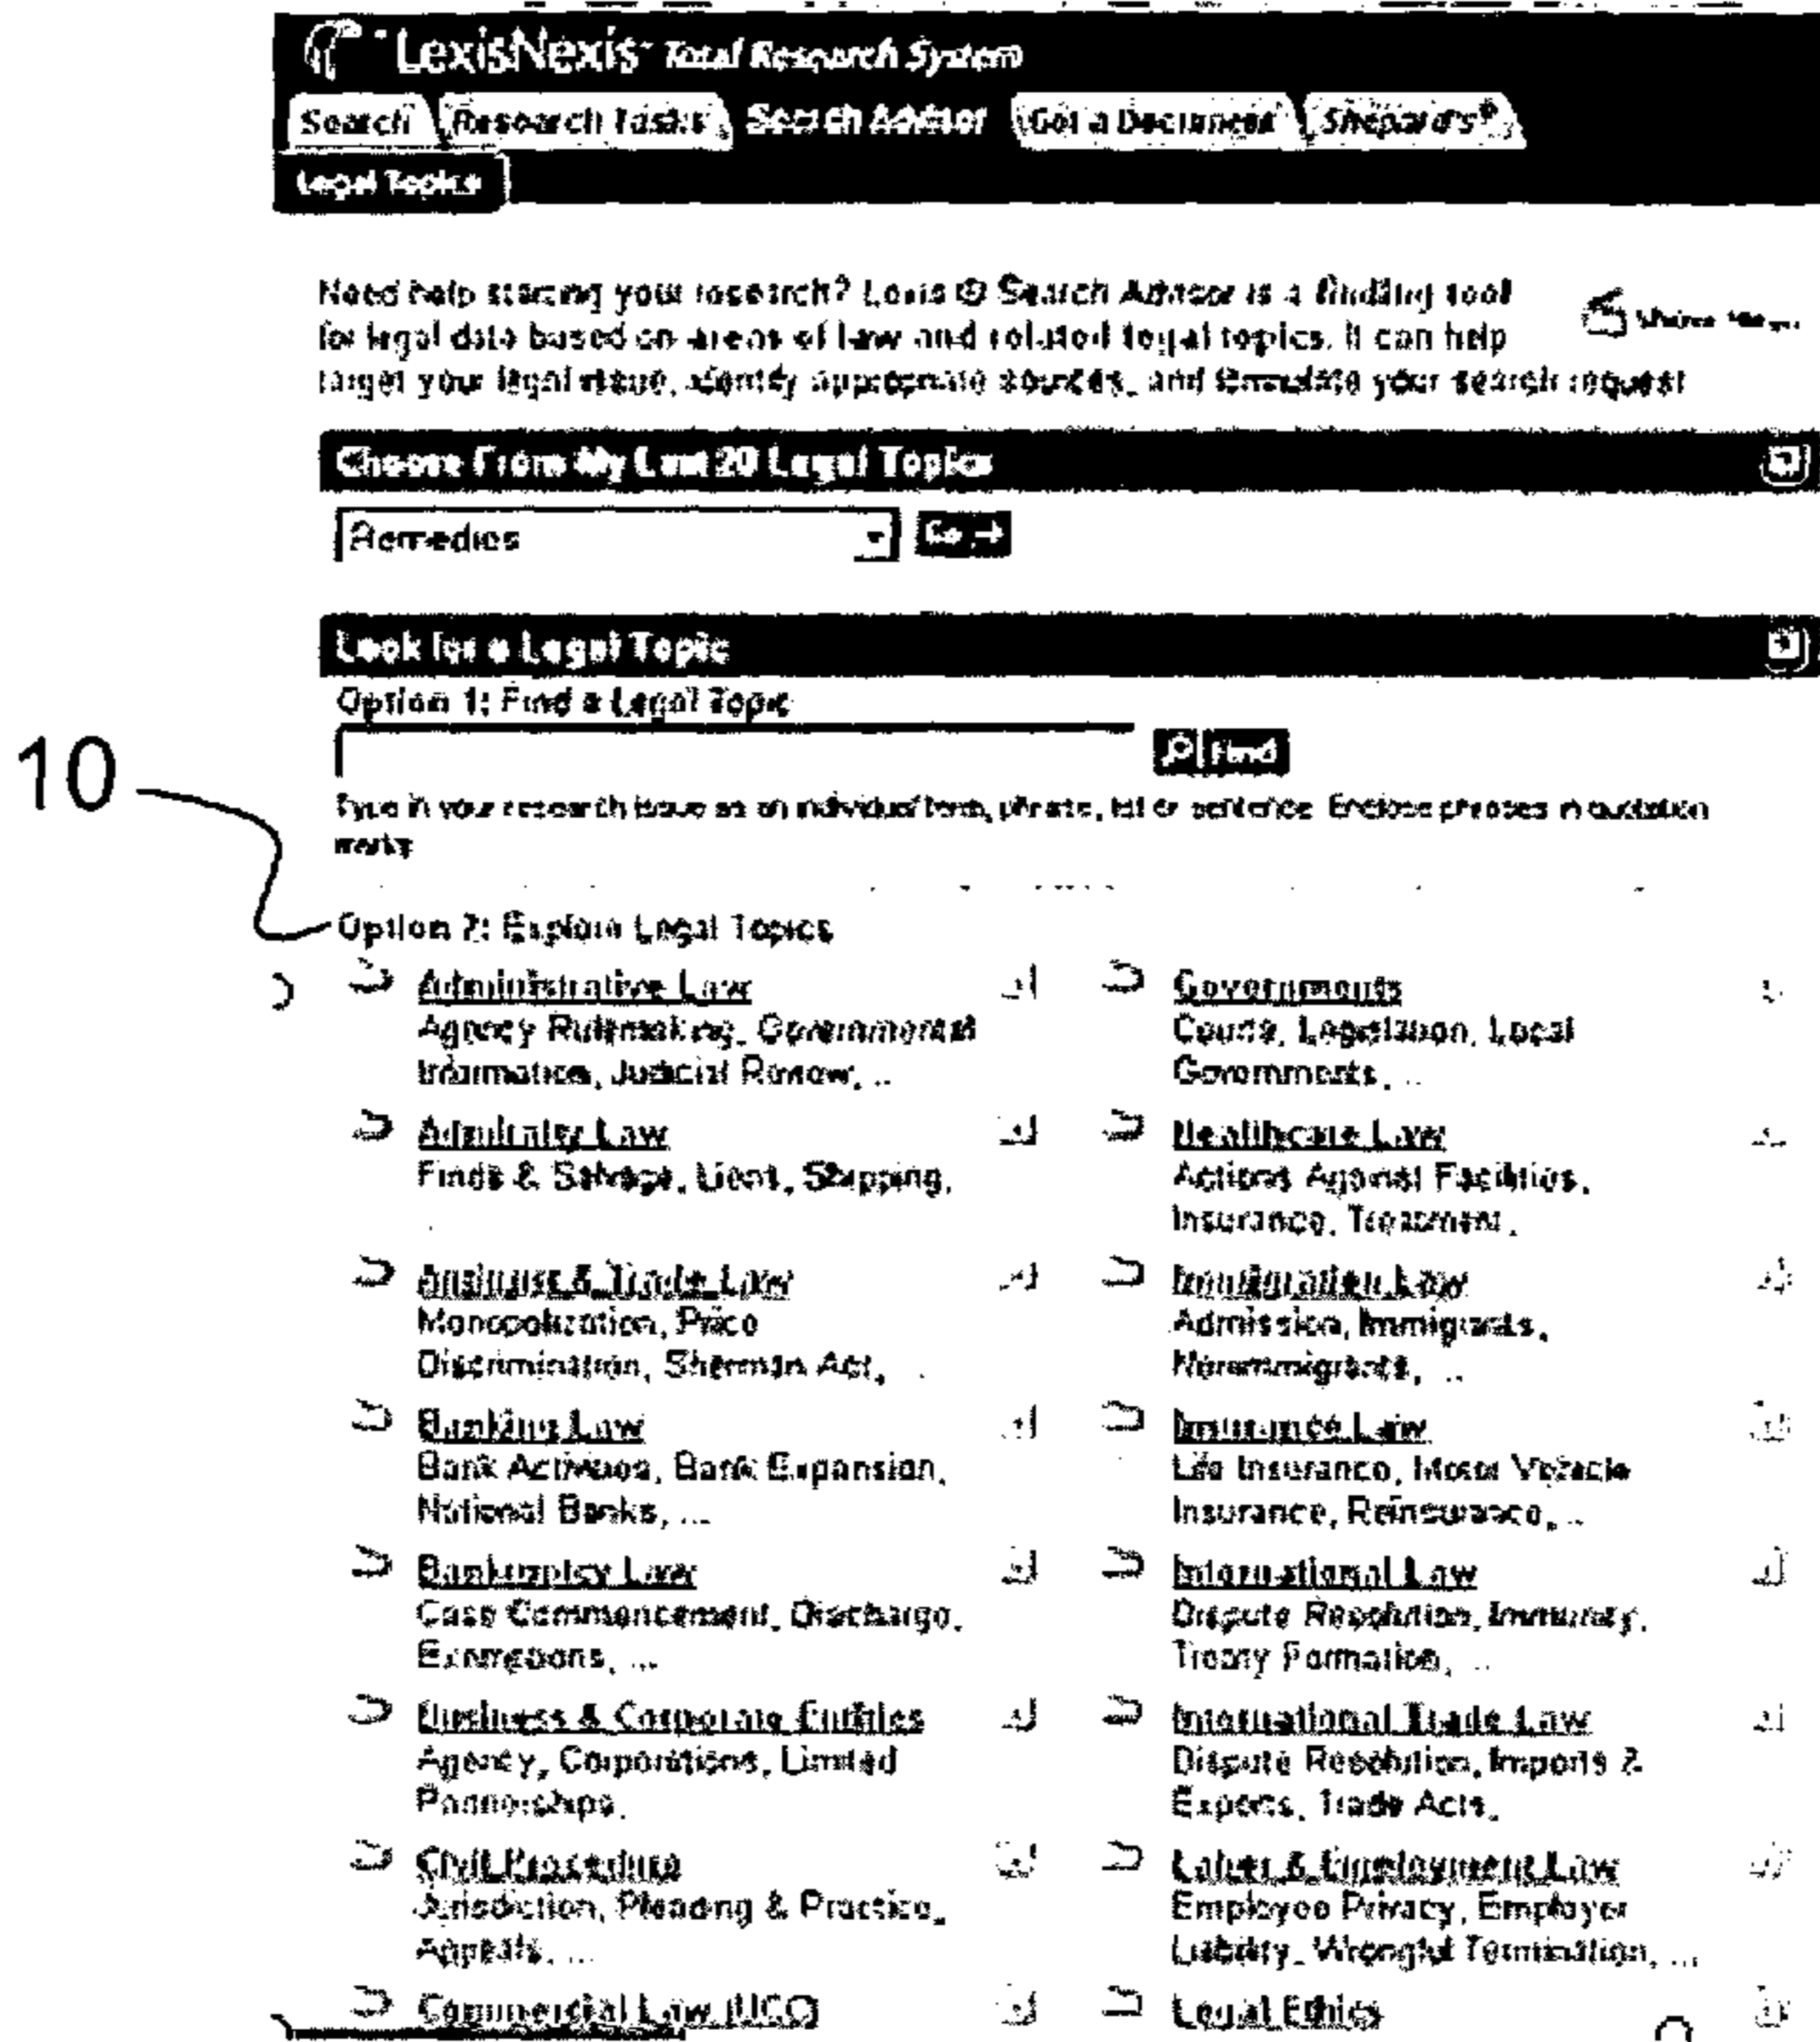 LexisNexis™ Total Research System
Search Research Tasks Search Advisor Get a Document Shepard's®
Legal Topics
Need help starting your research? Lexis ® Search Advisor is a finding tool
for legal data based on areas of law and related legal topics. It can help
target your legal issue, identify appropriate sources, and formulate your search request
Choose From My Last 20 Legal Topics
Remedies Go →
Look for a Legal Topic
Option 1: Find a Legal Topic
Find
10
Type in your research issue as an individual term, phrase, list or sentence. Enclose phrases in quotation
marks
Option 2: Explore Legal Topics
Administrative Law
Agency Rulemaking, Governmental
Information, Judicial Review, ...
Admiralty Law
Finds & Salvage, Liens, Shipping,
Antitrust & Trade Law
Monopolization, Price
Discrimination, Sherman Act,
Banking Law
Bank Activities, Bank Expansion,
National Banks, ...
Bankruptcy Law
Case Commencement, Discharge,
Exemptions, ...
Business & Corporate Entities
Agency, Corporations, Limited
Partnerships,
Civil Procedure
Jurisdiction, Pleading & Practice,
Appeals, ...
Commercial Law (UCC)
Governments
Courts, Legislation, Local
Governments, ...
Healthcare Law
Actions Against Facilities,
Insurance, Treatment,
Immigration Law
Admission, Immigrants,
Nonimmigrants, ...
Insurance Law
Life Insurance, Motor Vehicle
Insurance, Reinsurance, ...
International Law
Dispute Resolution, Immunity,
Treaty Formation, ...
International Trade Law
Dispute Resolution, Imports &
Exports, Trade Acts,
Labor & Employment Law
Employee Privacy, Employer
Liability, Wrongful Termination, ...
Legal Ethics